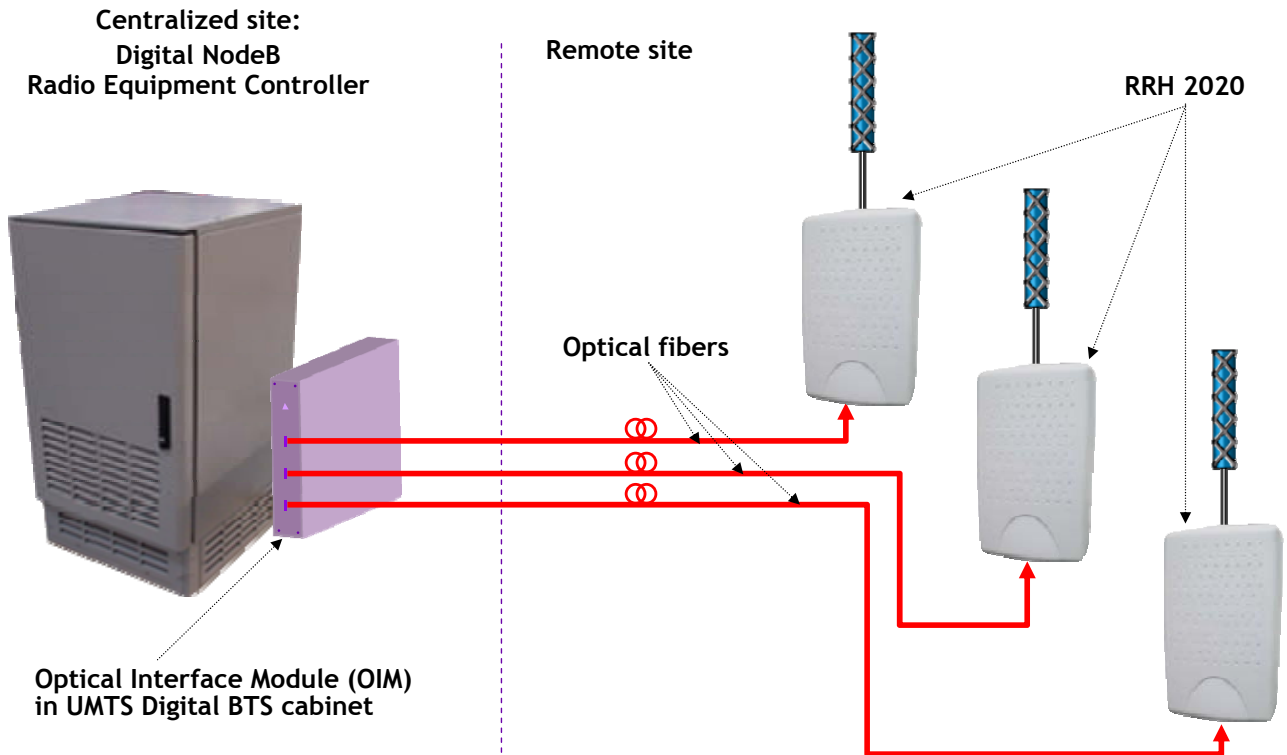 Centralized site:
Digital NodeB
Radio Equipment Controller
Remote site
RRH 2020
Optical fibers
Optical Interface Module (OIM)
in UMTS Digital BTS cabinet